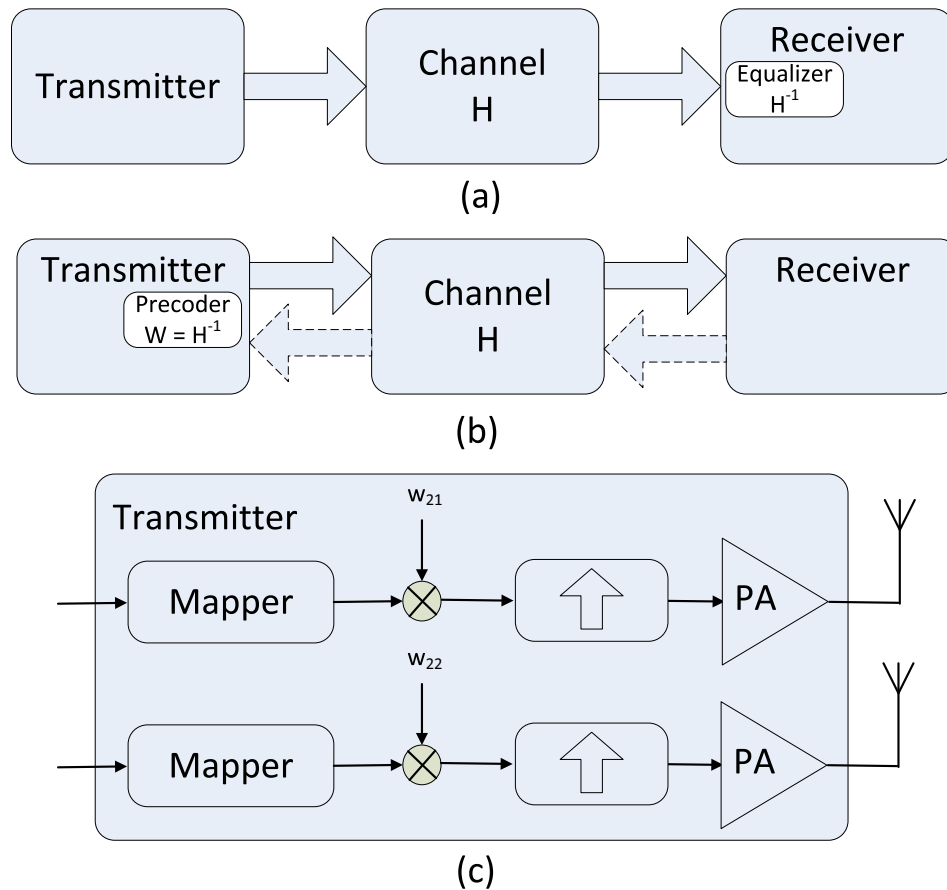 Transmitter
Channel
H
Receiver
Equalizer
H⁻¹
(a)
Transmitter
Precoder
W = H⁻¹
Channel
H
Receiver
(b)
Transmitter
w₂₁
Mapper
PA
w₂₂
Mapper
PA
(c)